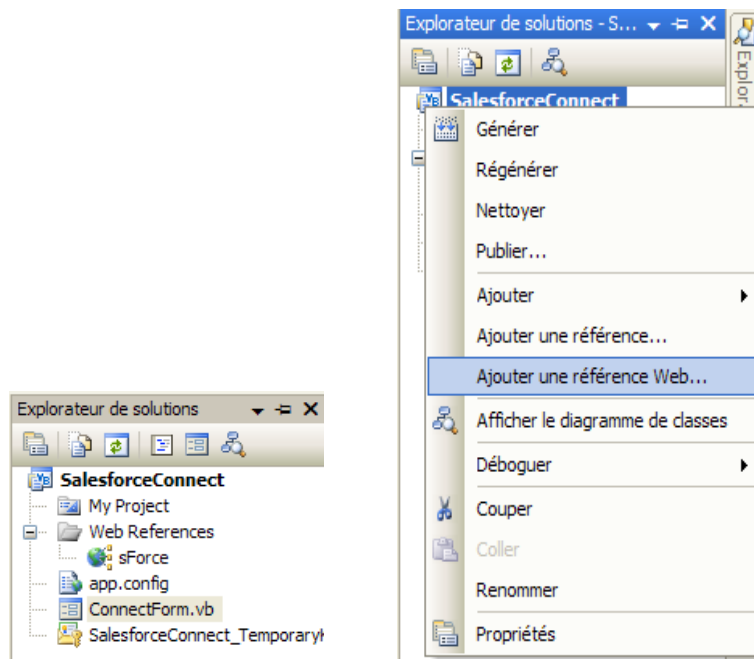 Explorateur de solutions
SalesforceConnect
My Project
Web References
sForce
app.config
ConnectForm.vb
SalesforceConnect_Temporary
Explorateur de solutions - S...
Explor
SalesforceConnect
Générer
Régénérer
Nettoyer
Publier...
Ajouter
Ajouter une référence...
Ajouter une référence Web...
Afficher le diagramme de classes
Déboguer
Couper
Coller
Renommer
Propriétés